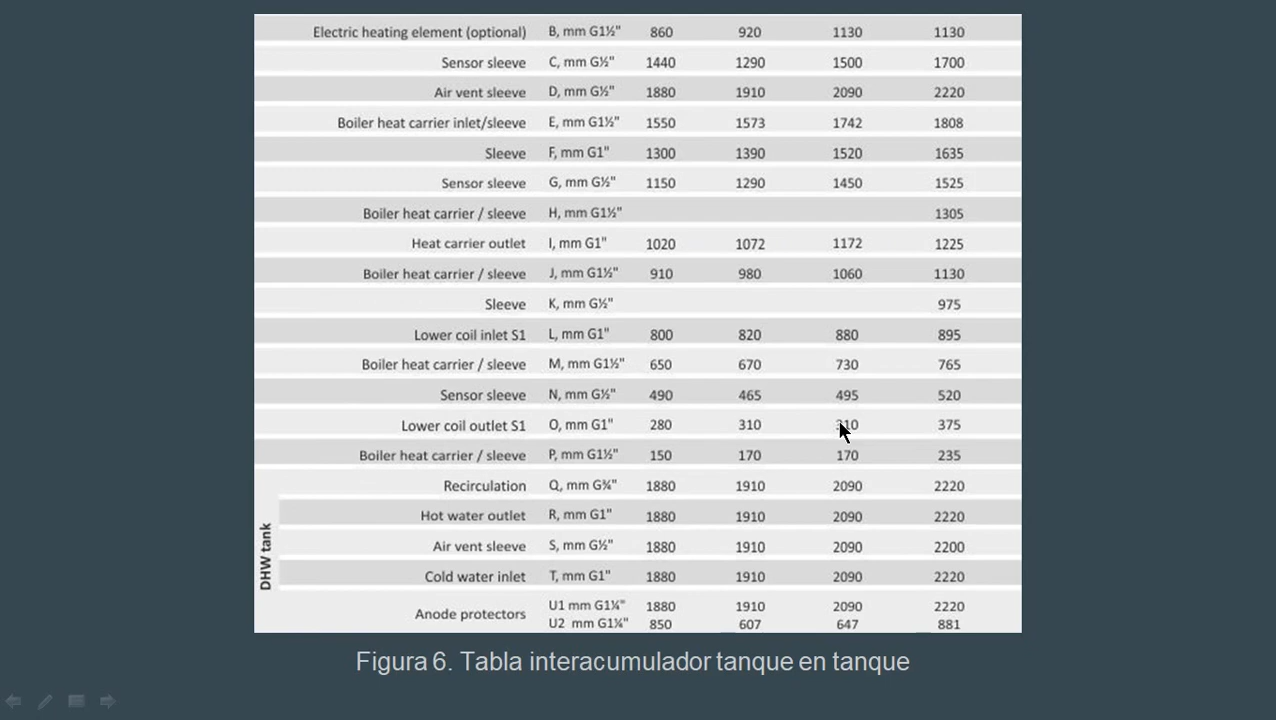 Electric heating element (optional) B, mm G1½" 860 920 1130 1130
Sensor sleeve C, mm G½" 1440 1290 1500 1700
Air vent sleeve D, mm G½" 1880 1910 2090 2220
Boiler heat carrier inlet/sleeve E, mm G1½" 1550 1573 1742 1808
Sleeve F, mm G1" 1300 1390 1520 1635
Sensor sleeve G, mm G½" 1150 1290 1450 1525
Boiler heat carrier / sleeve H, mm G1½" 1305
Heat carrier outlet I, mm G1" 1020 1072 1172 1225
Boiler heat carrier / sleeve J, mm G1½" 910 980 1060 1130
Sleeve K, mm G½" 975
Lower coil inlet S1 L, mm G1" 800 820 880 895
Boiler heat carrier / sleeve M, mm G1½" 650 670 730 765
Sensor sleeve N, mm G½" 490 465 495 520
Lower coil outlet S1 O, mm G1" 280 310 310 375
Boiler heat carrier / sleeve P, mm G1½" 150 170 170 235
DHW tank
Recirculation Q, mm G¾" 1880 1910 2090 2220
Hot water outlet R, mm G1" 1880 1910 2090 2220
Air vent sleeve S, mm G½" 1880 1910 2090 2200
Cold water inlet T, mm G1" 1880 1910 2090 2220
Anode protectors U1 mm G1¼" 1880 1910 2090 2220
U2 mm G1¼" 850 607 647 881
Figura 6. Tabla interacumulador tanque en tanque